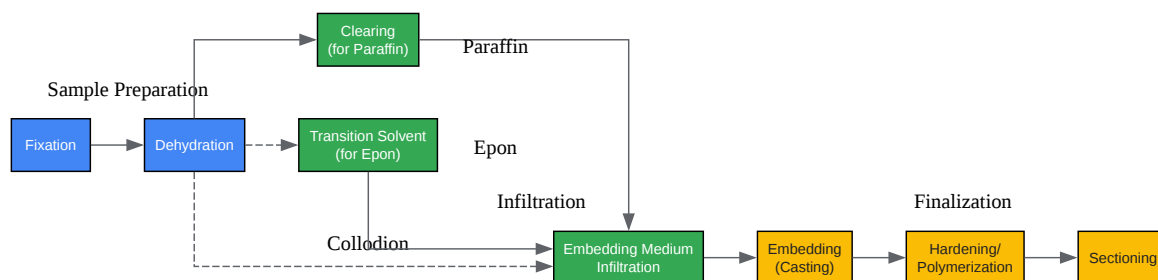 Clearing
(for Paraffin)
Paraffin
Sample Preparation
Fixation
Dehydration
Transition Solvent
(for Epon)
Epon
Infiltration
Finalization
Collodion
Embedding Medium
Infiltration
Embedding
(Casting)
Hardening/
Polymerization
Sectioning